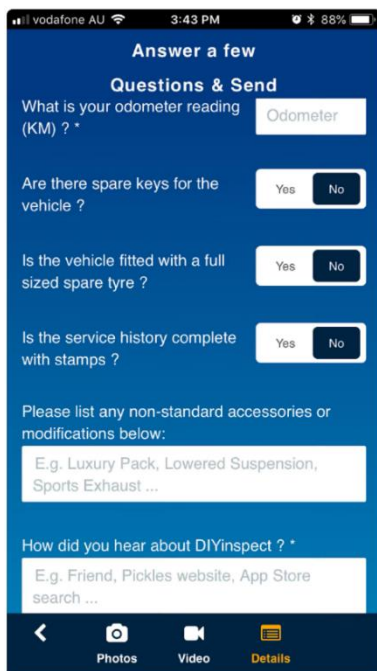 vodafone AU 3:43 PM 88%
Answer a few
Questions & Send
What is your odometer reading
(KM) ? *
Odometer
Are there spare keys for the
vehicle ?
Yes No
Is the vehicle fitted with a full
sized spare tyre ?
Yes No
Is the service history complete
with stamps ?
Yes No
Please list any non-standard accessories or
modifications below:
E.g. Luxury Pack, Lowered Suspension,
Sports Exhaust ...
How did you hear about DIYinspect ? *
E.g. Friend, Pickles website, App Store
search ...
Photos Video Details